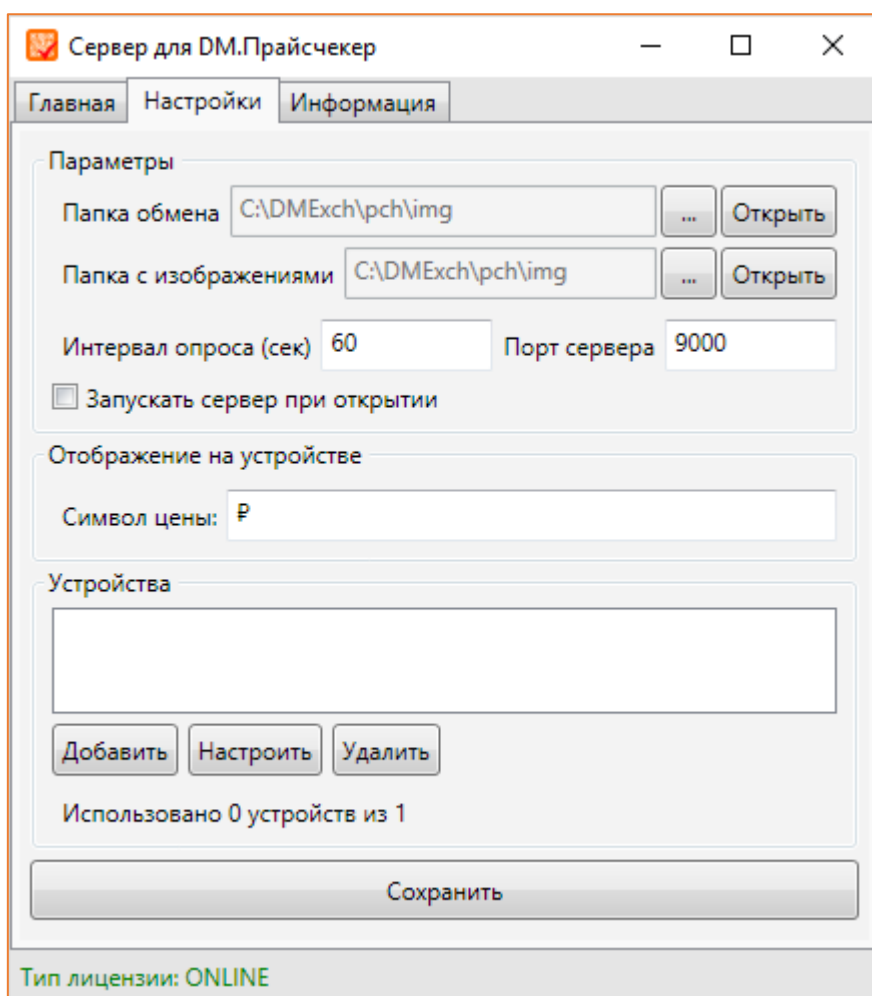 Сервер для DM.Прайсчекер
Главная Настройки Информация
Параметры
Папка обмена C:\DMExch\pch\img ... Открыть
Папка с изображениями C:\DMExch\pch\img ... Открыть
Интервал опроса (сек) 60 Порт сервера 9000
Запускать сервер при открытии
Отображение на устройстве
Символ цены: ₽
Устройства
Добавить Настроить Удалить
Использовано 0 устройств из 1
Сохранить
Тип лицензии: ONLINE